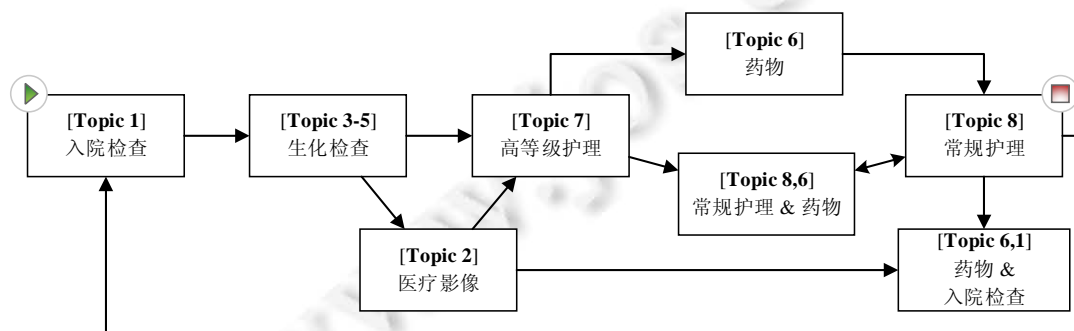 [Topic 6]
药物
[Topic 1]
入院检查
[Topic 3-5]
生化检查
[Topic 7]
高等级护理
[Topic 8]
常规护理
[Topic 8,6]
常规护理 & 药物
[Topic 2]
医疗影像
[Topic 6,1]
药物 &
入院检查